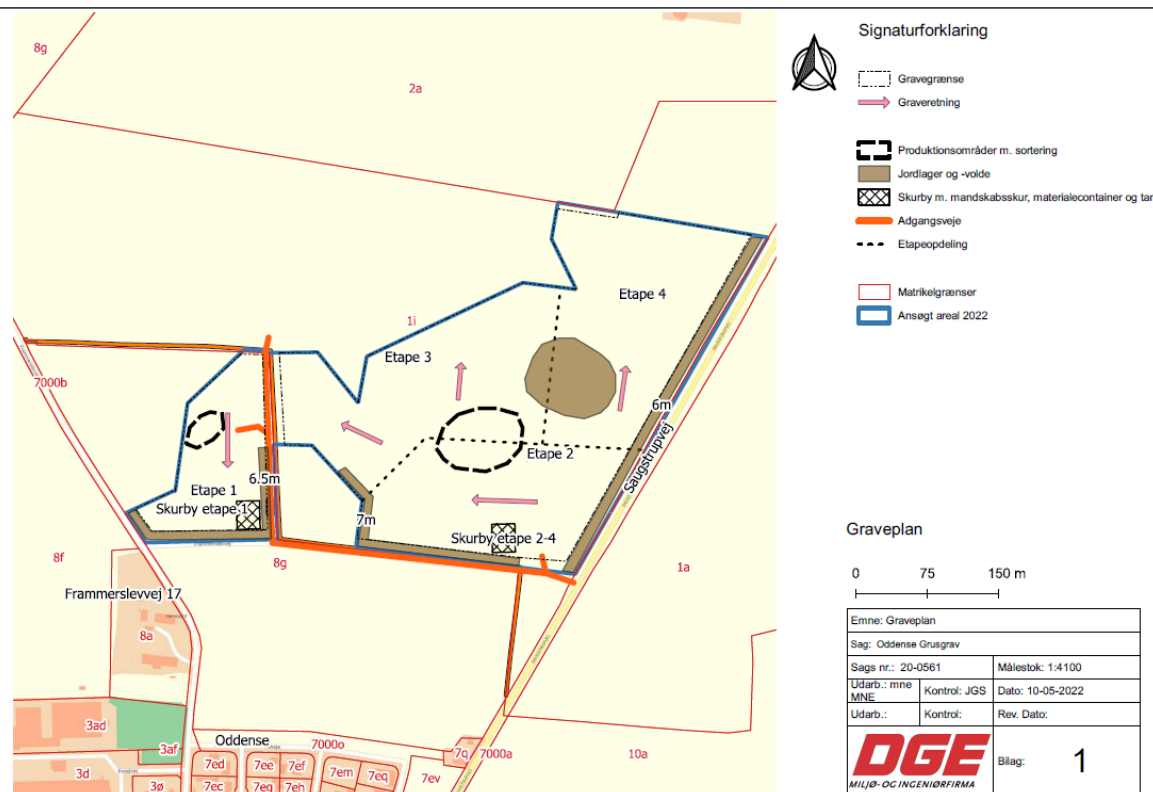 8g
2a
1i
Etape 4
Etape 3
7000b
6m
Saugstrupvej
Etape 2
6.5m
Etape 1
Skurby etape 1
7m
Skurby etape 2-4
8f
8g
1a
Frammerslevvej 17
8a
3ad
3af
Oddense
7000o
7q
7000a
10a
3d
7ed
7ee
7ef
7em
7eq
7ev
3ø
7ec
7eg
7eh
Signaturforklaring
Gravegrænse
Graveretning
Produktionsområder m. sortering
Jordlager og -volde
Skurby m. mandskabsskur, materialecontainer og tan
Adgangsveje
Etapeopdeling
Matrikelgrænser
Ansøgt areal 2022
Graveplan
0 75 150 m
Emne: Graveplan
Sag: Oddense Grusgrav
Sags nr.: 20-0561 Målestok: 1:4100
Udarb.: mne
MNE Kontrol: JGS Dato: 10-05-2022
Udarb.: Kontrol: Rev. Dato:
DGE
MILJØ- OG INGENIØRFIRMA
Bilag: 1